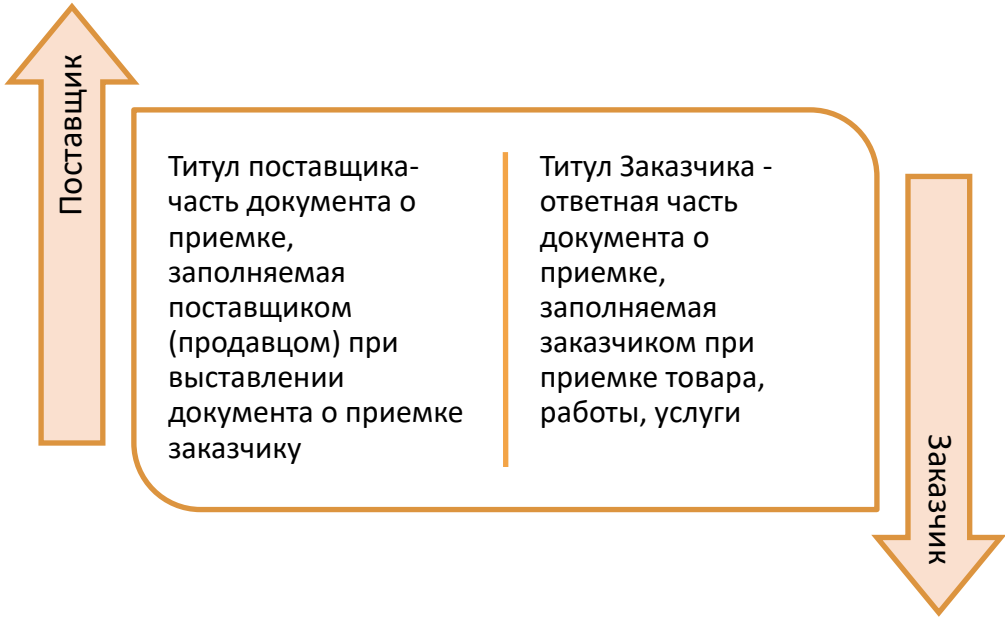 Поставщик
Титул поставщика-
часть документа о
приемке,
заполняемая
поставщиком
(продавцом) при
выставлении
документа о приемке
заказчику
Титул Заказчика -
ответная часть
документа о
приемке,
заполняемая
заказчиком при
приемке товара,
работы, услуги
Заказчик